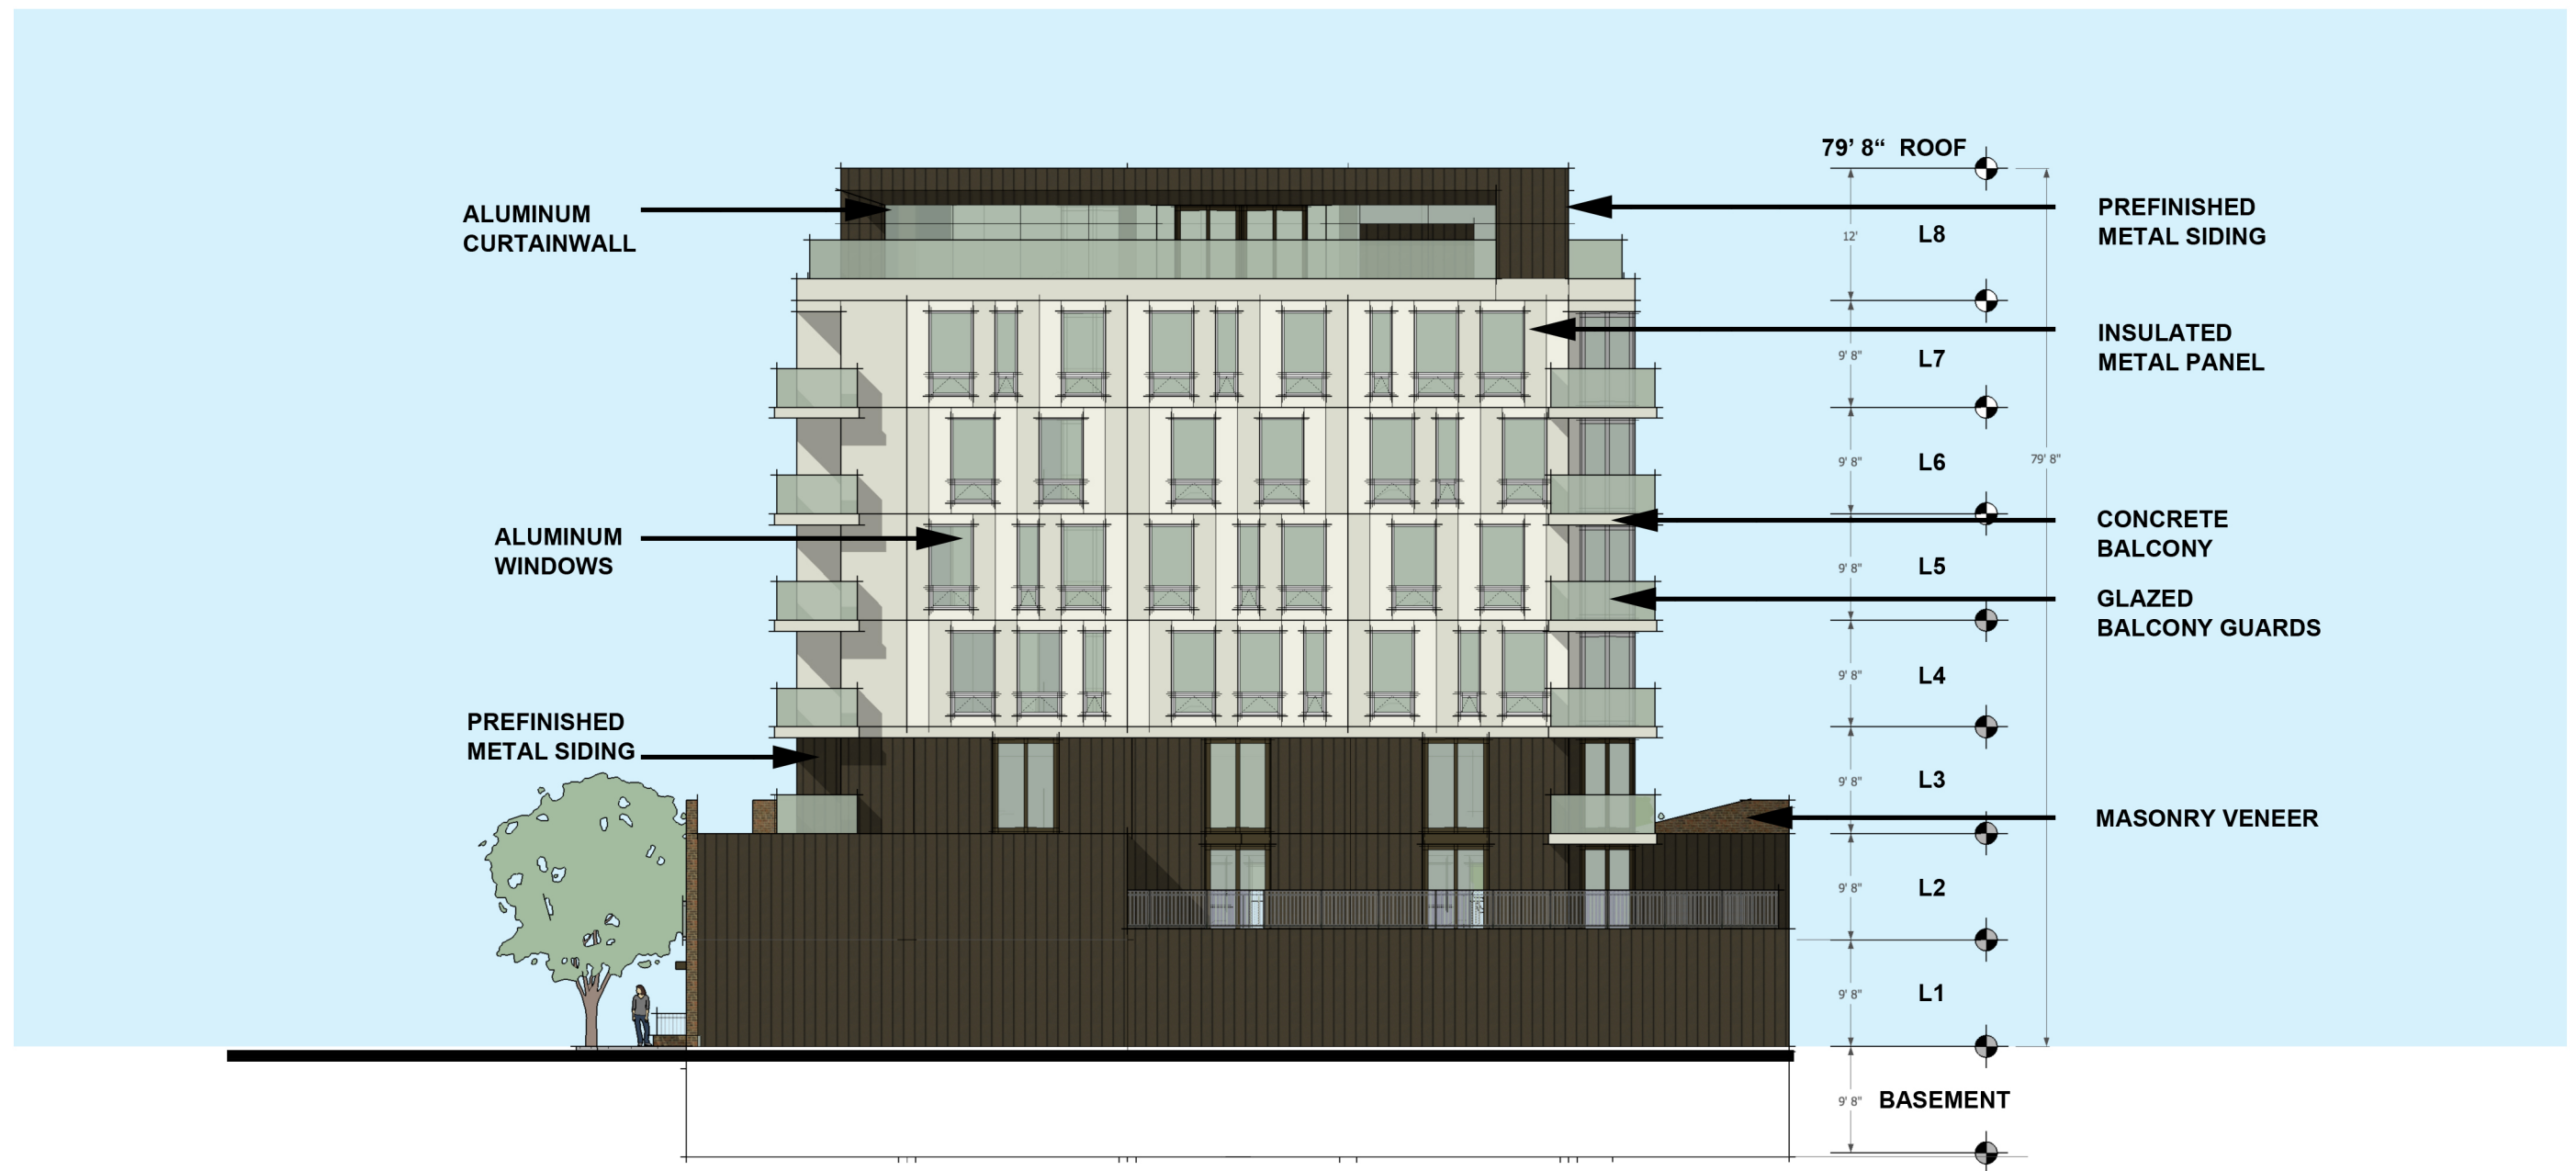 79’ 8“ ROOF
ALUMINUM
CURTAINWALL
PREFINISHED
METAL SIDING
12'
L8
INSULATED
METAL PANEL
9' 8"
L7
9' 8"
L6
79' 8"
ALUMINUM
WINDOWS
CONCRETE
BALCONY
9' 8"
L5
GLAZED
BALCONY GUARDS
9' 8"
L4
PREFINISHED
METAL SIDING
9' 8"
L3
MASONRY VENEER
9' 8"
L2
9' 8"
L1
9' 8"
BASEMENT